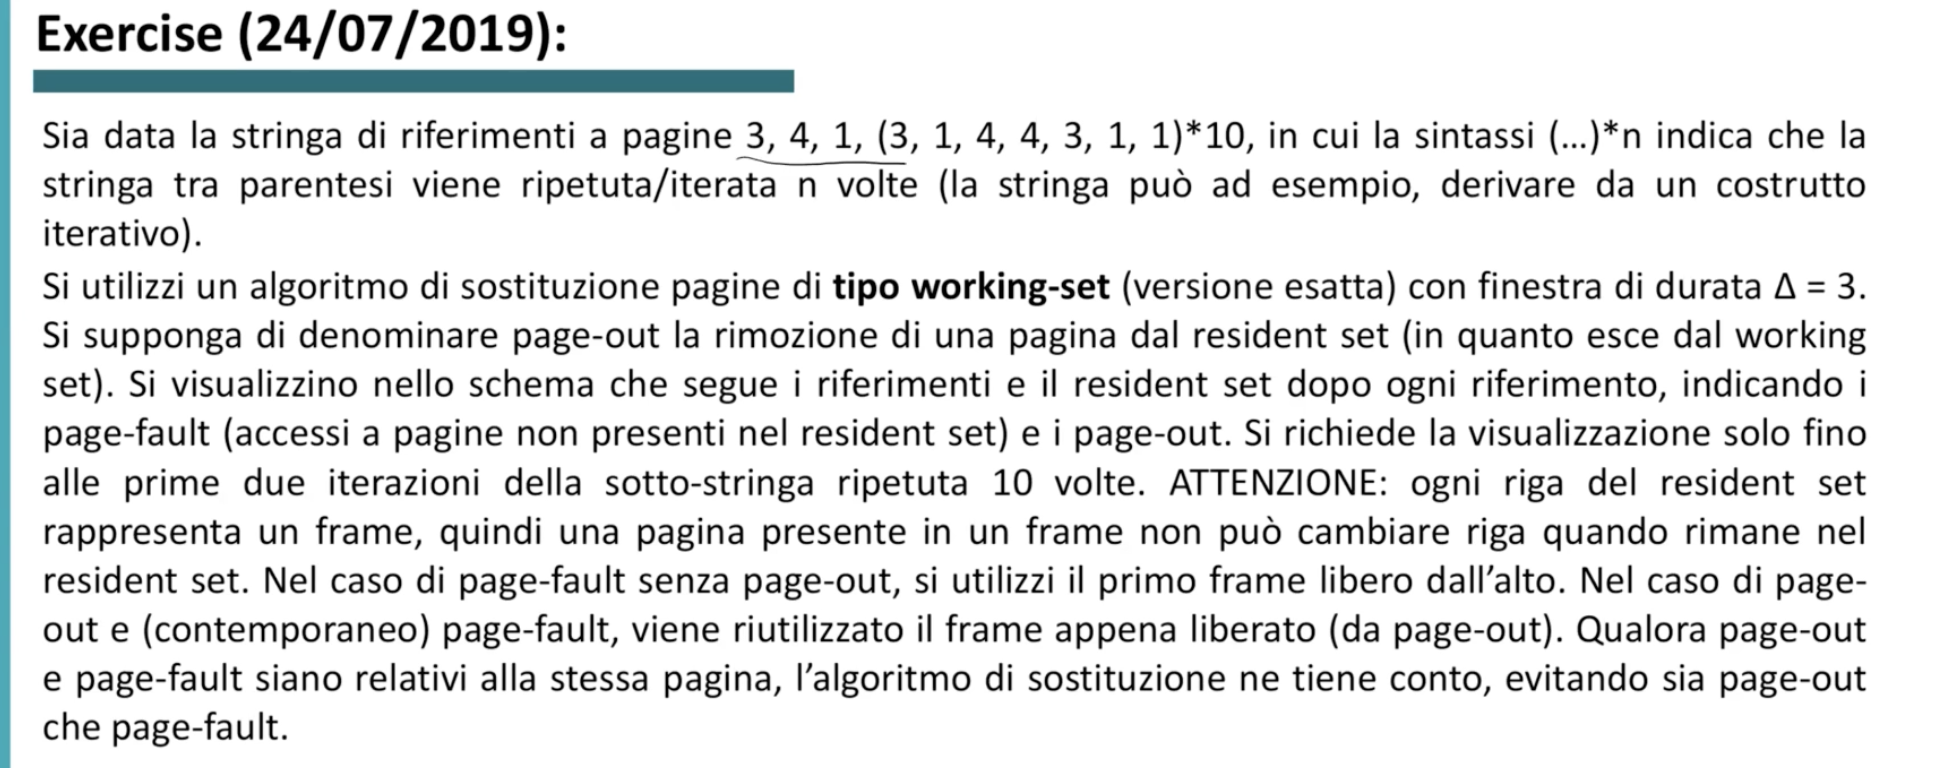 Exercise (24/07/2019):
Sia data la stringa di riferimenti a pagine 3, 4, 1, (3, 1, 4, 4, 3, 1, 1)*10, in cui la sintassi (...)*n indica che la
stringa tra parentesi viene ripetuta/iterata n volte (la stringa può ad esempio, derivare da un costrutto
iterativo).
Si utilizzi un algoritmo di sostituzione pagine di tipo working-set (versione esatta) con finestra di durata Δ = 3.
Si supponga di denominare page-out la rimozione di una pagina dal resident set (in quanto esce dal working
set). Si visualizzino nello schema che segue i riferimenti e il resident set dopo ogni riferimento, indicando i
page-fault (accessi a pagine non presenti nel resident set) e i page-out. Si richiede la visualizzazione solo fino
alle prime due iterazioni della sotto-stringa ripetuta 10 volte. ATTENZIONE: ogni riga del resident set
rappresenta un frame, quindi una pagina presente in un frame non può cambiare riga quando rimane nel
resident set. Nel caso di page-fault senza page-out, si utilizzi il primo frame libero dall’alto. Nel caso di page-
out e (contemporaneo) page-fault, viene riutilizzato il frame appena liberato (da page-out). Qualora page-out
e page-fault siano relativi alla stessa pagina, l’algoritmo di sostituzione ne tiene conto, evitando sia page-out
che page-fault.